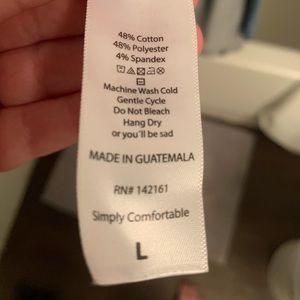 48% Cotton
48% Polyester
4% Spandex
Machine Wash Cold
Gentle Cycle
Do Not Bleach
Hang Dry
or you´ll be sad
MADE IN GUATEMALA
RN# 142161
Simply Comfortable
L